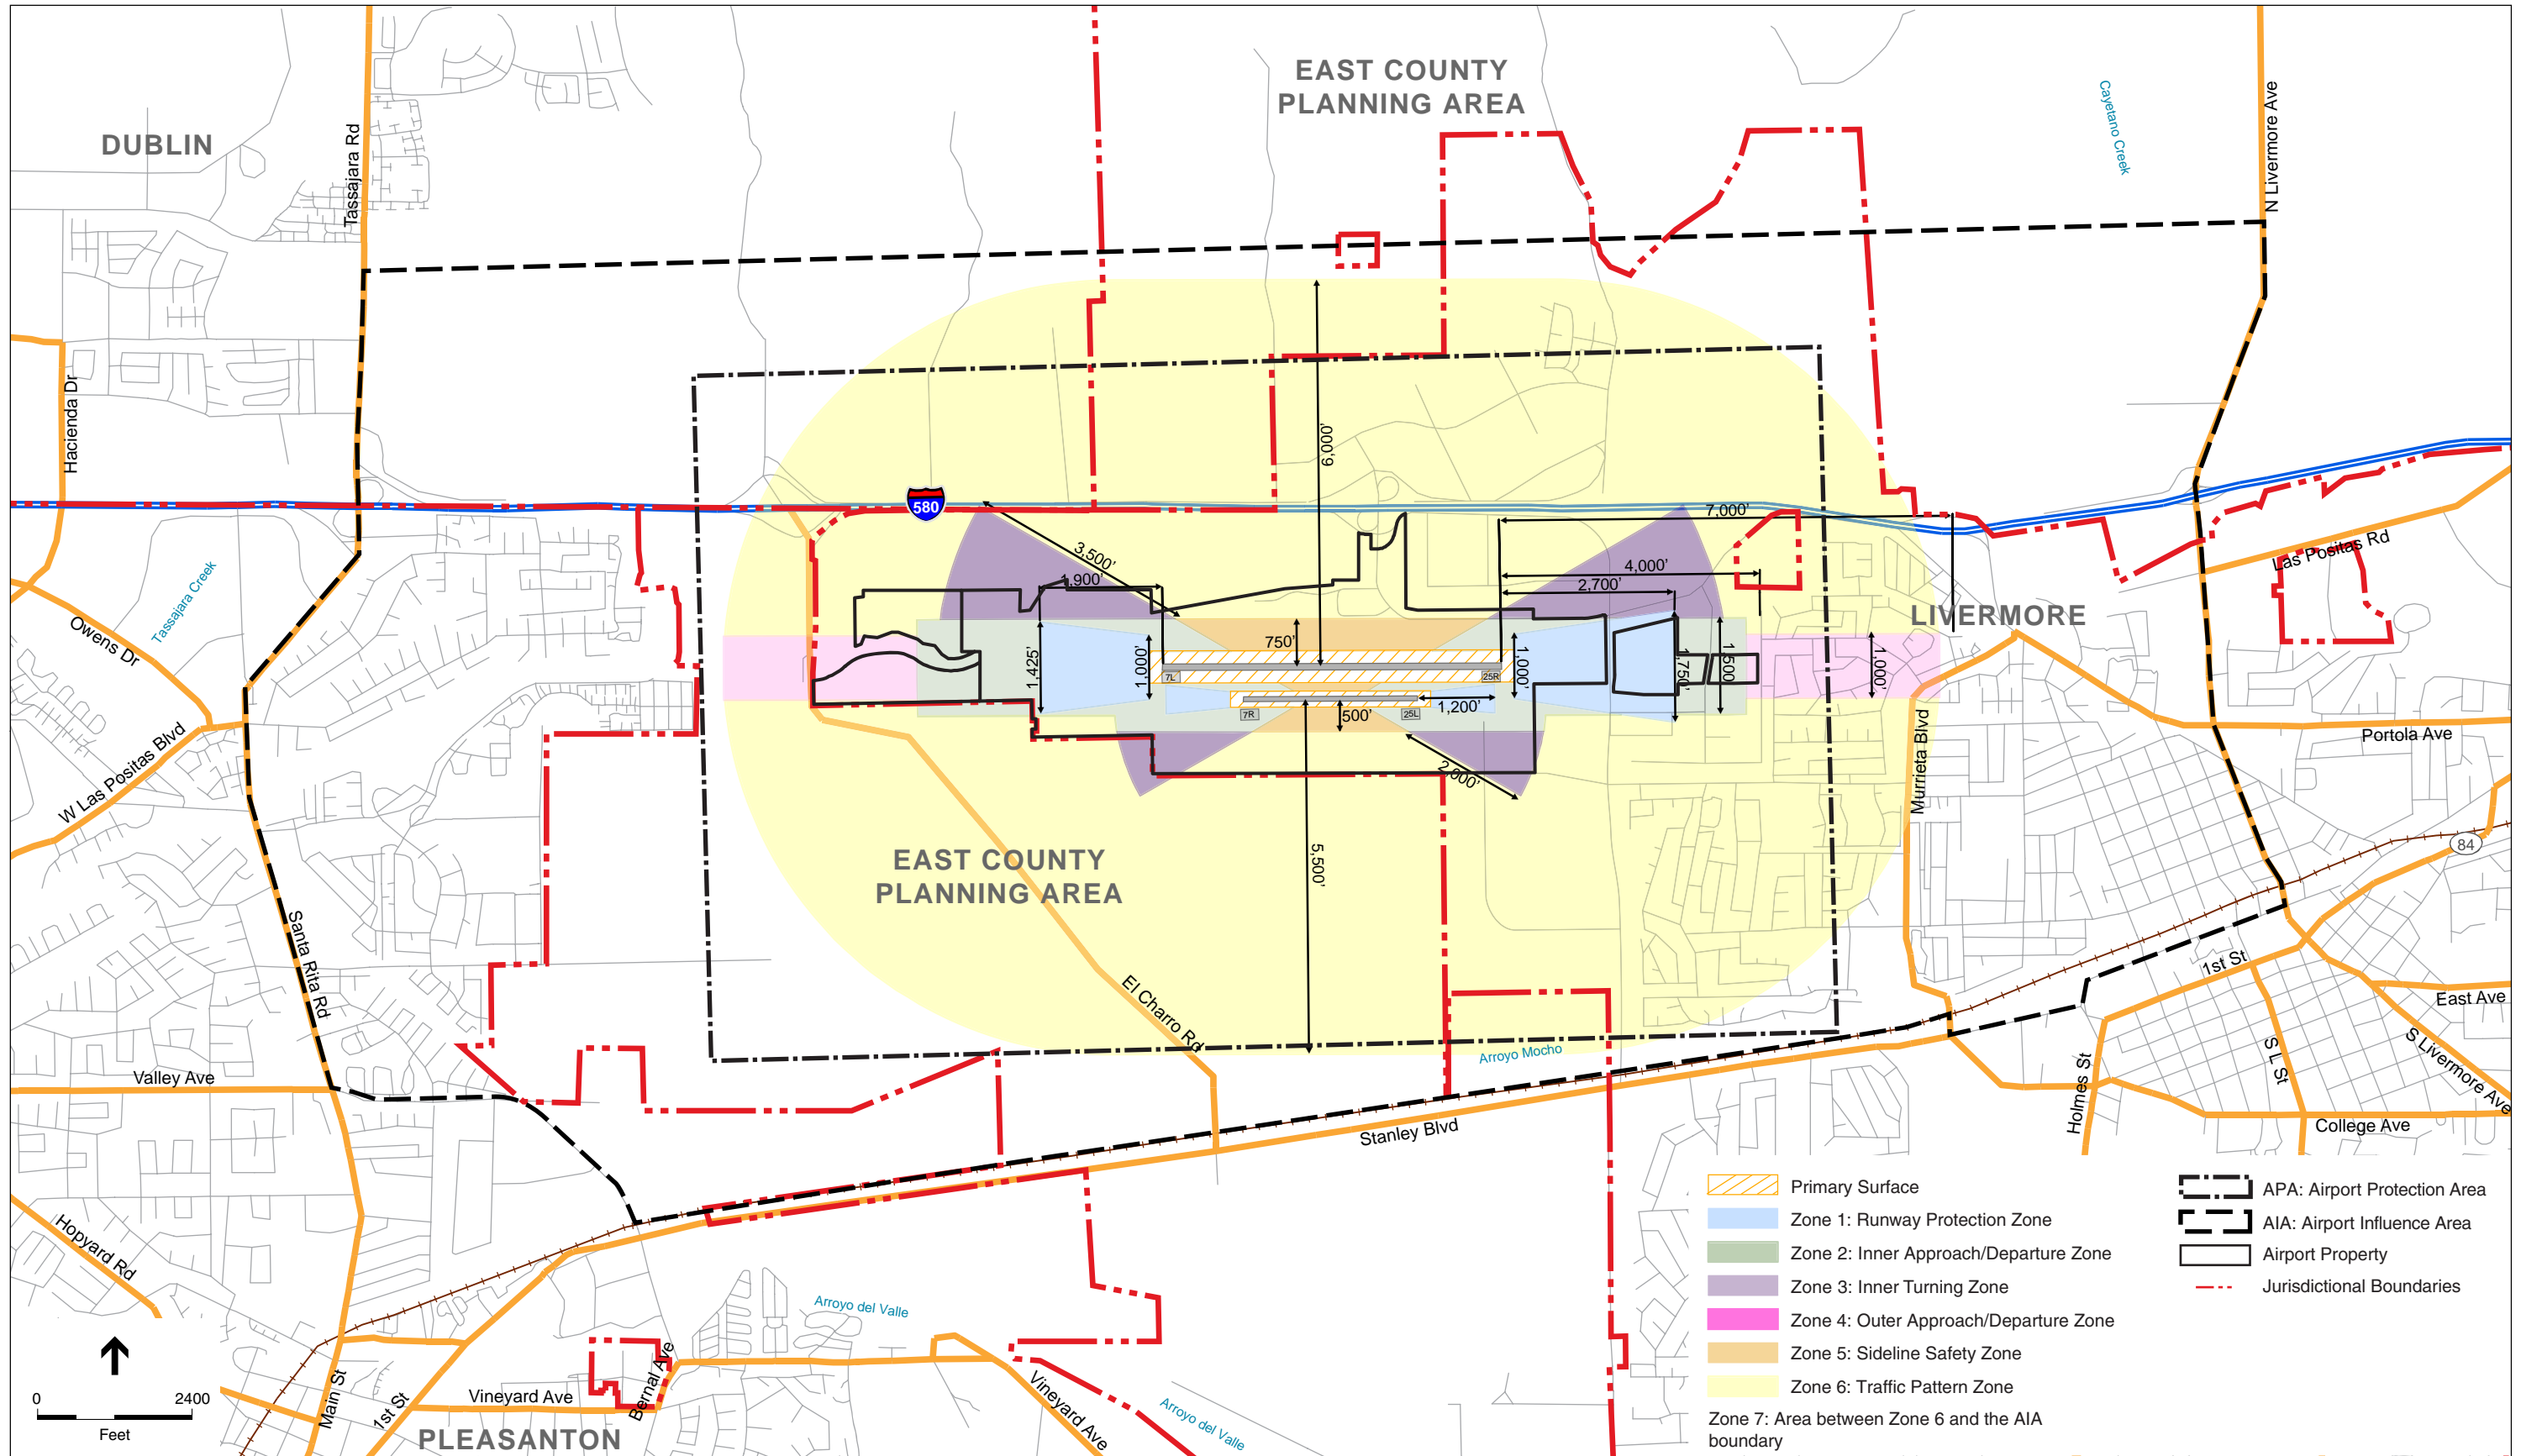 EAST COUNTY
PLANNING AREA
DUBLIN
Tassajara Rd
Cayetano Creek
N Livermore Ave
Hacienda Dr
6,000'
580
7,000'
3,500'
1,900'
4,000'
2,700'
Las Positas Rd
Tassajara Creek
Owens Dr
LIVERMORE
750'
1,425'
1,000'
1,000'
1,750'
1,500'
1,000'
7L
25R
7R
25L
1,200'
500'
2,000'
W Las Positas Blvd
Murrieta Blvd
Portola Ave
84
EAST COUNTY
PLANNING AREA
5,500'
Santa Rita Rd
El Charro Rd
1st St
East Ave
S L St
S Livermore Ave
Arroyo Mocho
Valley Ave
Holmes St
College Ave
Stanley Blvd
Hopyard Rd
Arroyo del Valle
Primary Surface
Zone 1: Runway Protection Zone
Zone 2: Inner Approach/Departure Zone
Zone 3: Inner Turning Zone
Zone 4: Outer Approach/Departure Zone
Zone 5: Sideline Safety Zone
Zone 6: Traffic Pattern Zone
Zone 7: Area between Zone 6 and the AIA
boundary
APA: Airport Protection Area
AIA: Airport Influence Area
Airport Property
Jurisdictional Boundaries
0
2400
Feet
Main St
1st St
Vineyard Ave
Bernal Ave
Vineyard Ave
Arroyo del Valle
PLEASANTON